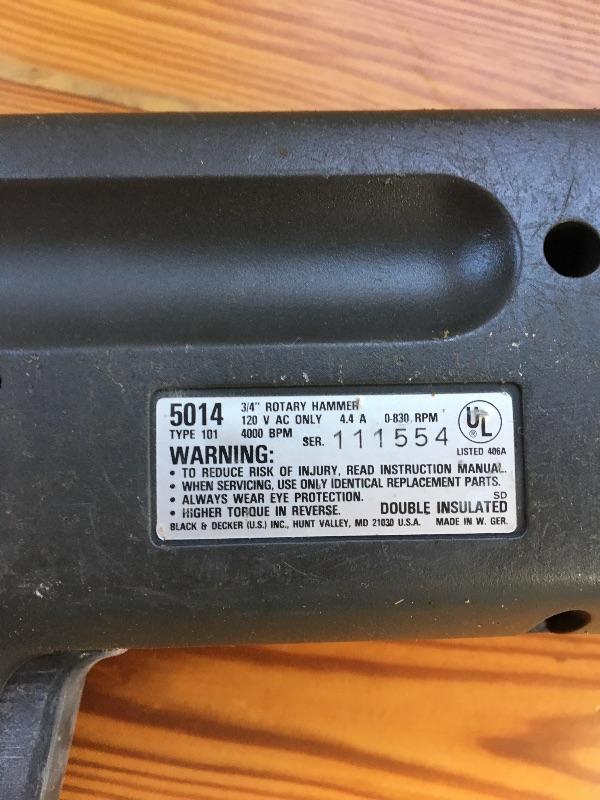 5014 3/4" ROTARY HAMMER
120 V AC ONLY 4.4 A 0-830 RPM
TYPE 101 4000 BPM SER. 111554
UL ®
LISTED 406A
WARNING:
• TO REDUCE RISK OF INJURY, READ INSTRUCTION MANUAL.
• WHEN SERVICING, USE ONLY IDENTICAL REPLACEMENT PARTS.
• ALWAYS WEAR EYE PROTECTION. SD
• HIGHER TORQUE IN REVERSE. DOUBLE INSULATED
BLACK & DECKER (U.S.) INC., HUNT VALLEY, MD 21030 U.S.A. MADE IN W. GER.